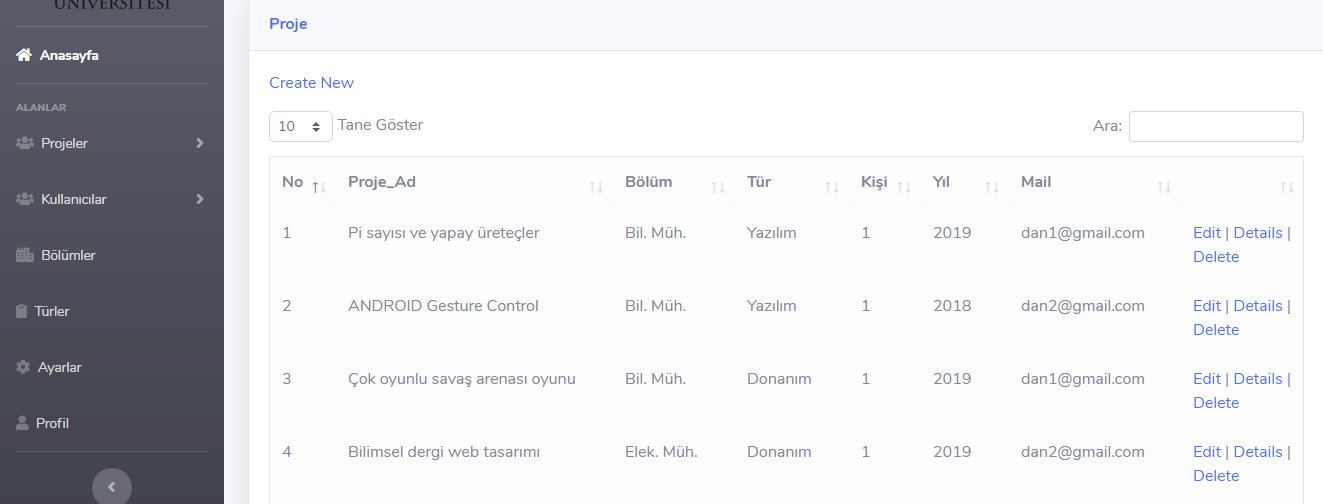 ÜNİVERSİTESİ
Anasayfa
ALANLAR
Projeler
Kullanıcılar
Bölümler
Türler
Ayarlar
Profil
Proje
Create New
10 Tane Göster
Ara:
No Proje_Ad Bölüm Tür Kişi Yıl Mail
1 Pi sayısı ve yapay üreteçler Bil. Müh. Yazılım 1 2019 dan1@gmail.com Edit | Details |
Delete
2 ANDROID Gesture Control Bil. Müh. Yazılım 1 2018 dan2@gmail.com Edit | Details |
Delete
3 Çok oyunlu savaş arenası oyunu Bil. Müh. Donanım 1 2019 dan1@gmail.com Edit | Details |
Delete
4 Bilimsel dergi web tasarımı Elek. Müh. Donanım 1 2019 dan2@gmail.com Edit | Details |
Delete